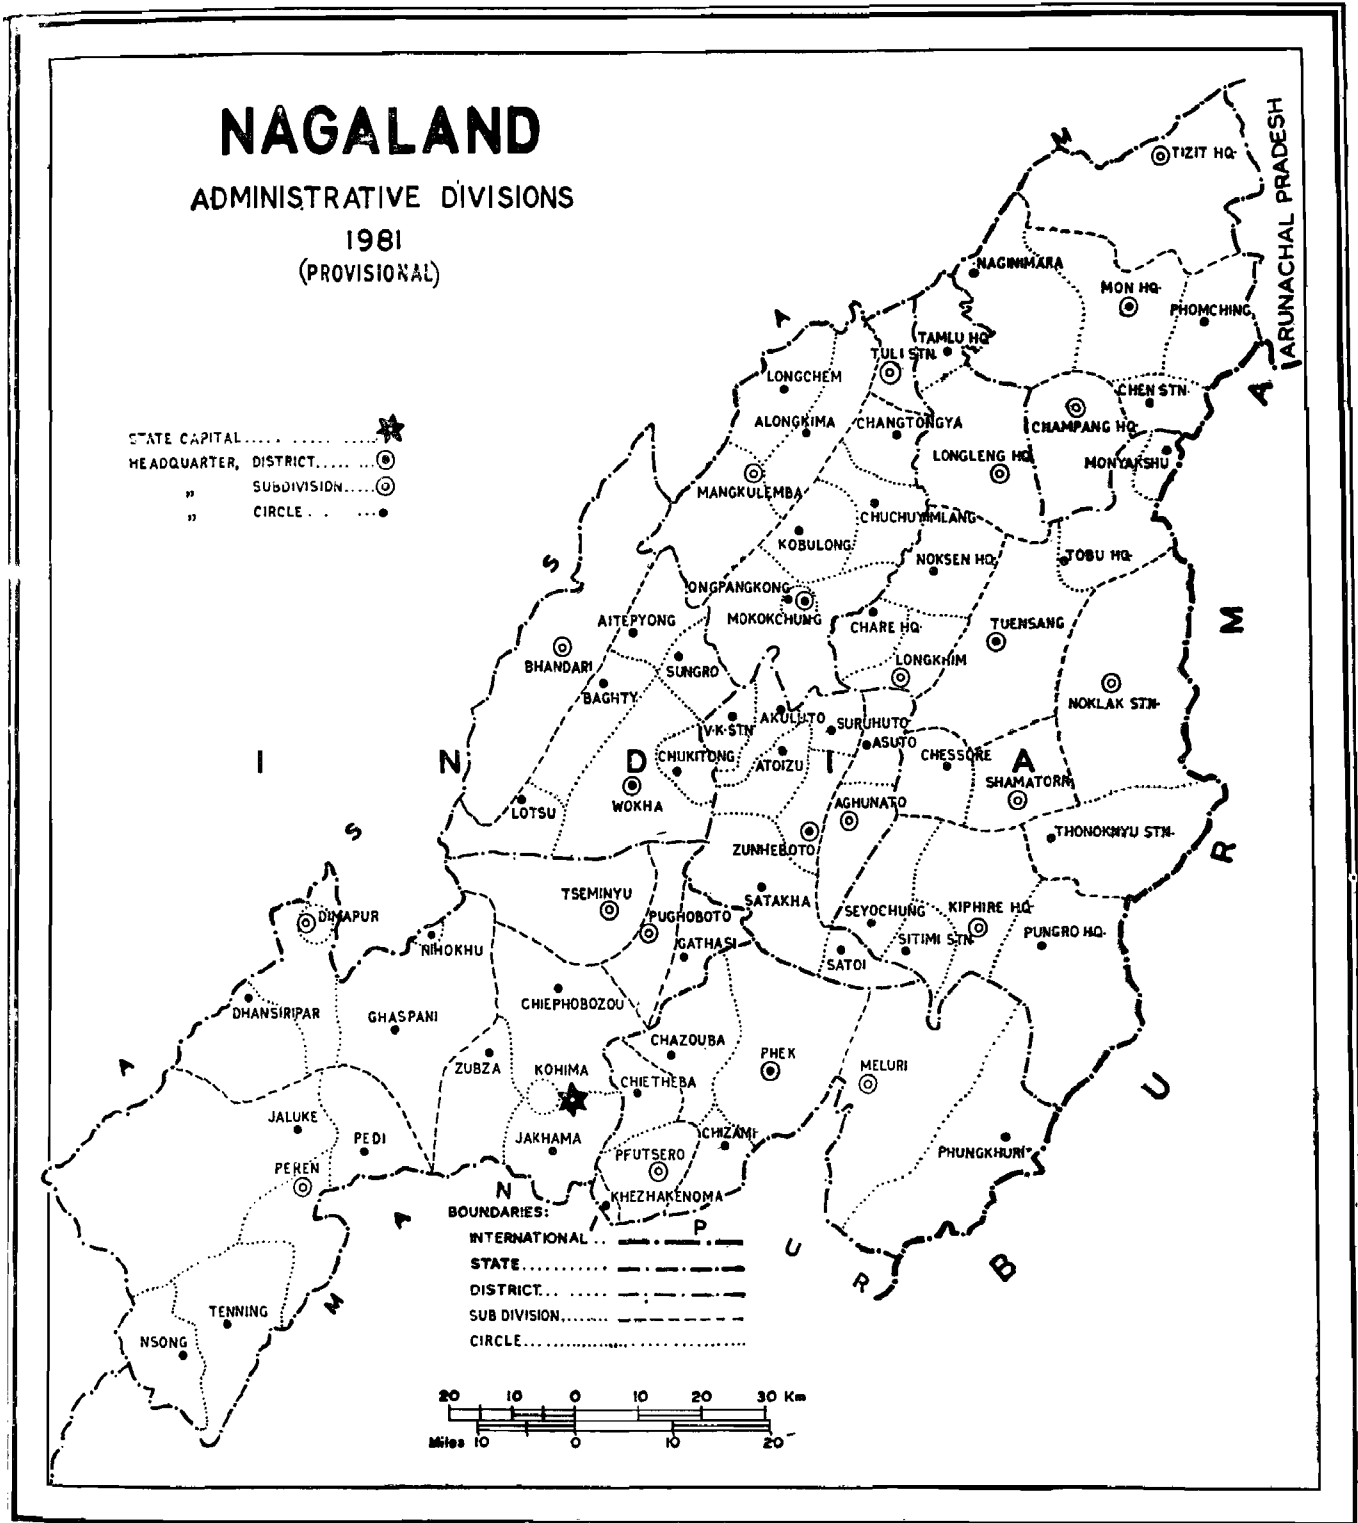 NAGALAND
ADMINISTRATIVE DIVISIONS
1981
(PROVISIONAL)
STATE CAPITAL
HEADQUARTER, DISTRICT
" SUBDIVISION
" CIRCLE
ARUNACHAL PRADESH
TIZIT HQ.
NAGINIMARA
MON HQ.
PHOMCHING
TAMLU HQ.
TULI STN.
LONGCHEM
CHEN STN.
ALONGKIMA
CHANGTONGYA
CHAMPANG HQ.
LONGLENG HQ.
MONYAKSHU
MANGKULEMBA
CHUCHUYIMLANG
KOBULONG
NOKSEN HQ.
TOBU HQ.
ONGPANGKONG
MOKOKCHUNG
CHARE HQ.
TUENSANG
AITEPYONG
LONGKHIM
BHANDARI
SUNGRO
BAGHTY
NOKLAK STN.
V.K STN.
AKULUTO
SURUHUTO
ASUTO
CHESSORE
CHUKITONG
ATOIZU
SHAMATORR
WOKHA
LOTSU
AGHUNATO
THONOKNYU STN.
ZUNHEBOTO
TSEMINYU
SATAKHA
SEYOCHUNG
KIPHIRE HQ.
DIMAPUR
PUGHOBOTO
PUNGRO HQ.
NIHOKHU
GATHASI
SATOI
SITIMI STN.
DHANSIRIPAR
GHASPANI
CHIEPHOBOZOU
CHAZOUBA
PHEK
ZUBZA
KOHIMA
CHIETHEBA
MELURI
JALUKE
PEDI
JAKHAMA
CHIZAMI
PEREN
PFUTSERO
PHUNGKHURI
KHEZHAKENOMA
TENNING
NSONG
I N D I A
A S S A M
M A N I P U R
B U R M A
BOUNDARIES:
INTERNATIONAL
STATE
DISTRICT
SUB DIVISION
CIRCLE
20 10 0 10 20 30 Km
Miles 10 0 10 20